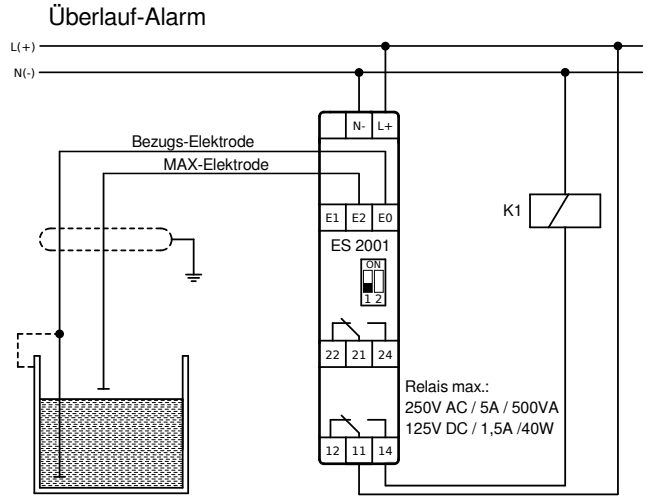 Überlauf-Alarm
L(+)
N(-)
N- L+
Bezugs-Elektrode
MAX-Elektrode
E1 E2 E0
K1
ES 2001
ON
1 2
22 21 24
Relais max.:
250V AC / 5A / 500VA
125V DC / 1,5A /40W
12 11 14